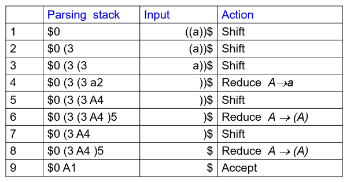 Parsing stack Input Action
1 $0 ((a))$ Shift
2 $0 (3 (a))$ Shift
3 $0 (3 (3 a))$ Shift
4 $0 (3 (3 a2 ))$ Reduce A→a
5 $0 (3 (3 A4 ))$ Shift
6 $0 (3 (3 A4 )5 )$ Reduce A → (A)
7 $0 (3 A4 )$ Shift
8 $0 (3 A4 )5 $ Reduce A → (A)
9 $0 A1 $ Accept